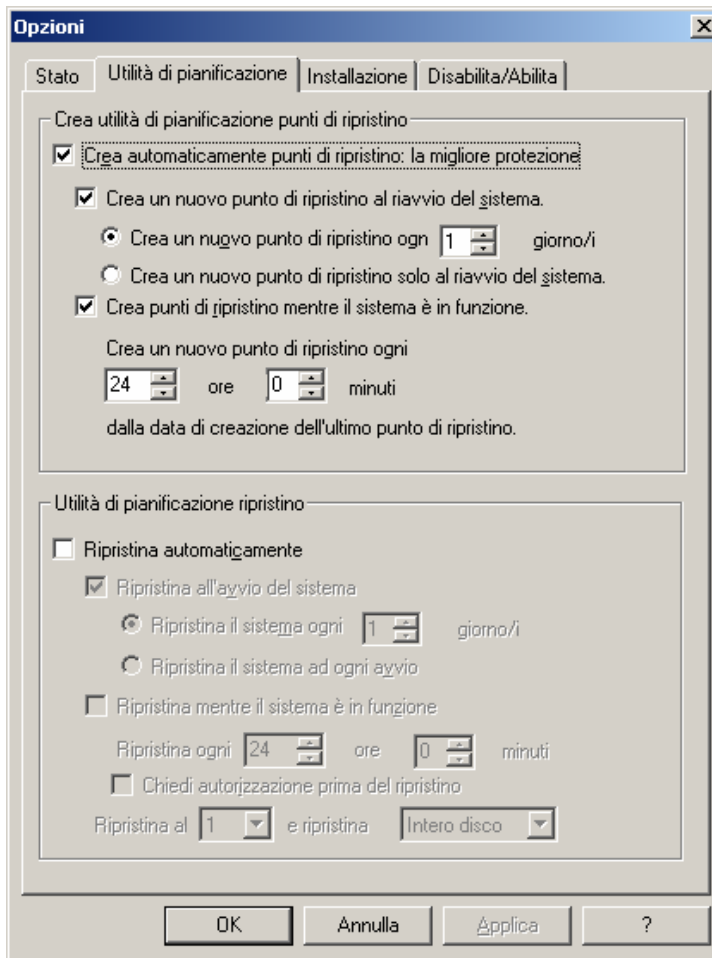 Opzioni
Stato Utilità di pianificazione Installazione Disabilita/Abilita
Crea utilità di pianificazione punti di ripristino
Crea automaticamente punti di ripristino: la migliore protezione
Crea un nuovo punto di ripristino al riavvio del sistema.
Crea un nuovo punto di ripristino ogn 1 giorno/i
Crea un nuovo punto di ripristino solo al riavvio del sistema.
Crea punti di ripristino mentre il sistema è in funzione.
Crea un nuovo punto di ripristino ogni
24 ore 0 minuti
dalla data di creazione dell'ultimo punto di ripristino.
Utilità di pianificazione ripristino
Ripristina automaticamente
Ripristina all'avvio del sistema
Ripristina il sistema ogni 1 giorno/i
Ripristina il sistema ad ogni avvio
Ripristina mentre il sistema è in funzione
Ripristina ogni 24 ore 0 minuti
Chiedi autorizzazione prima del ripristino
Ripristina al 1 e ripristina Intero disco
OK Annulla Applica ?